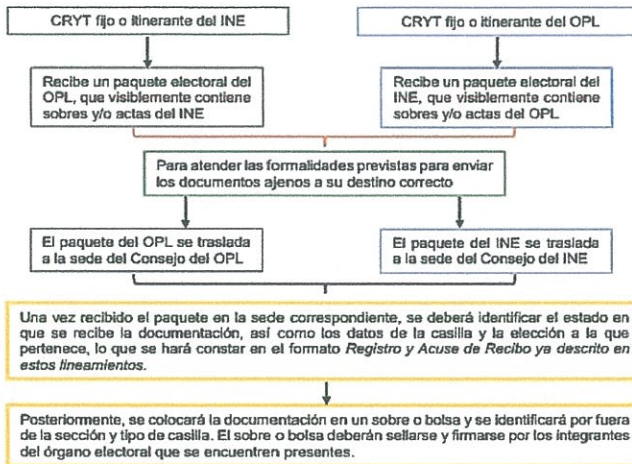 CRYT fijo o itinerante del INE
CRYT fijo o itinerante del OPL
Recibe un paquete electoral del
OPL, que visiblemente contiene
sobres y/o actas del INE
Recibe un paquete electoral del
INE, que visiblemente contiene
sobres y/o actas del OPL
Para atender las formalidades previstas para enviar
los documentos ajenos a su destino correcto
El paquete del OPL se traslada
a la sede del Consejo del OPL
El paquete del INE se traslada
a la sede del Consejo del INE
Una vez recibido el paquete en la sede correspondiente, se deberá identificar el estado en
que se recibe la documentación, así como los datos de la casilla y la elección a la que
pertenece, lo que se hará constar en el formato Registro y Acuse de Recibo ya descrito en
estos lineamientos.
Posteriormente, se colocará la documentación en un sobre o bolsa y se identificará por fuera
de la sección y tipo de casilla. El sobre o bolsa deberán sellarse y firmarse por los integrantes
del órgano electoral que se encuentren presentes.